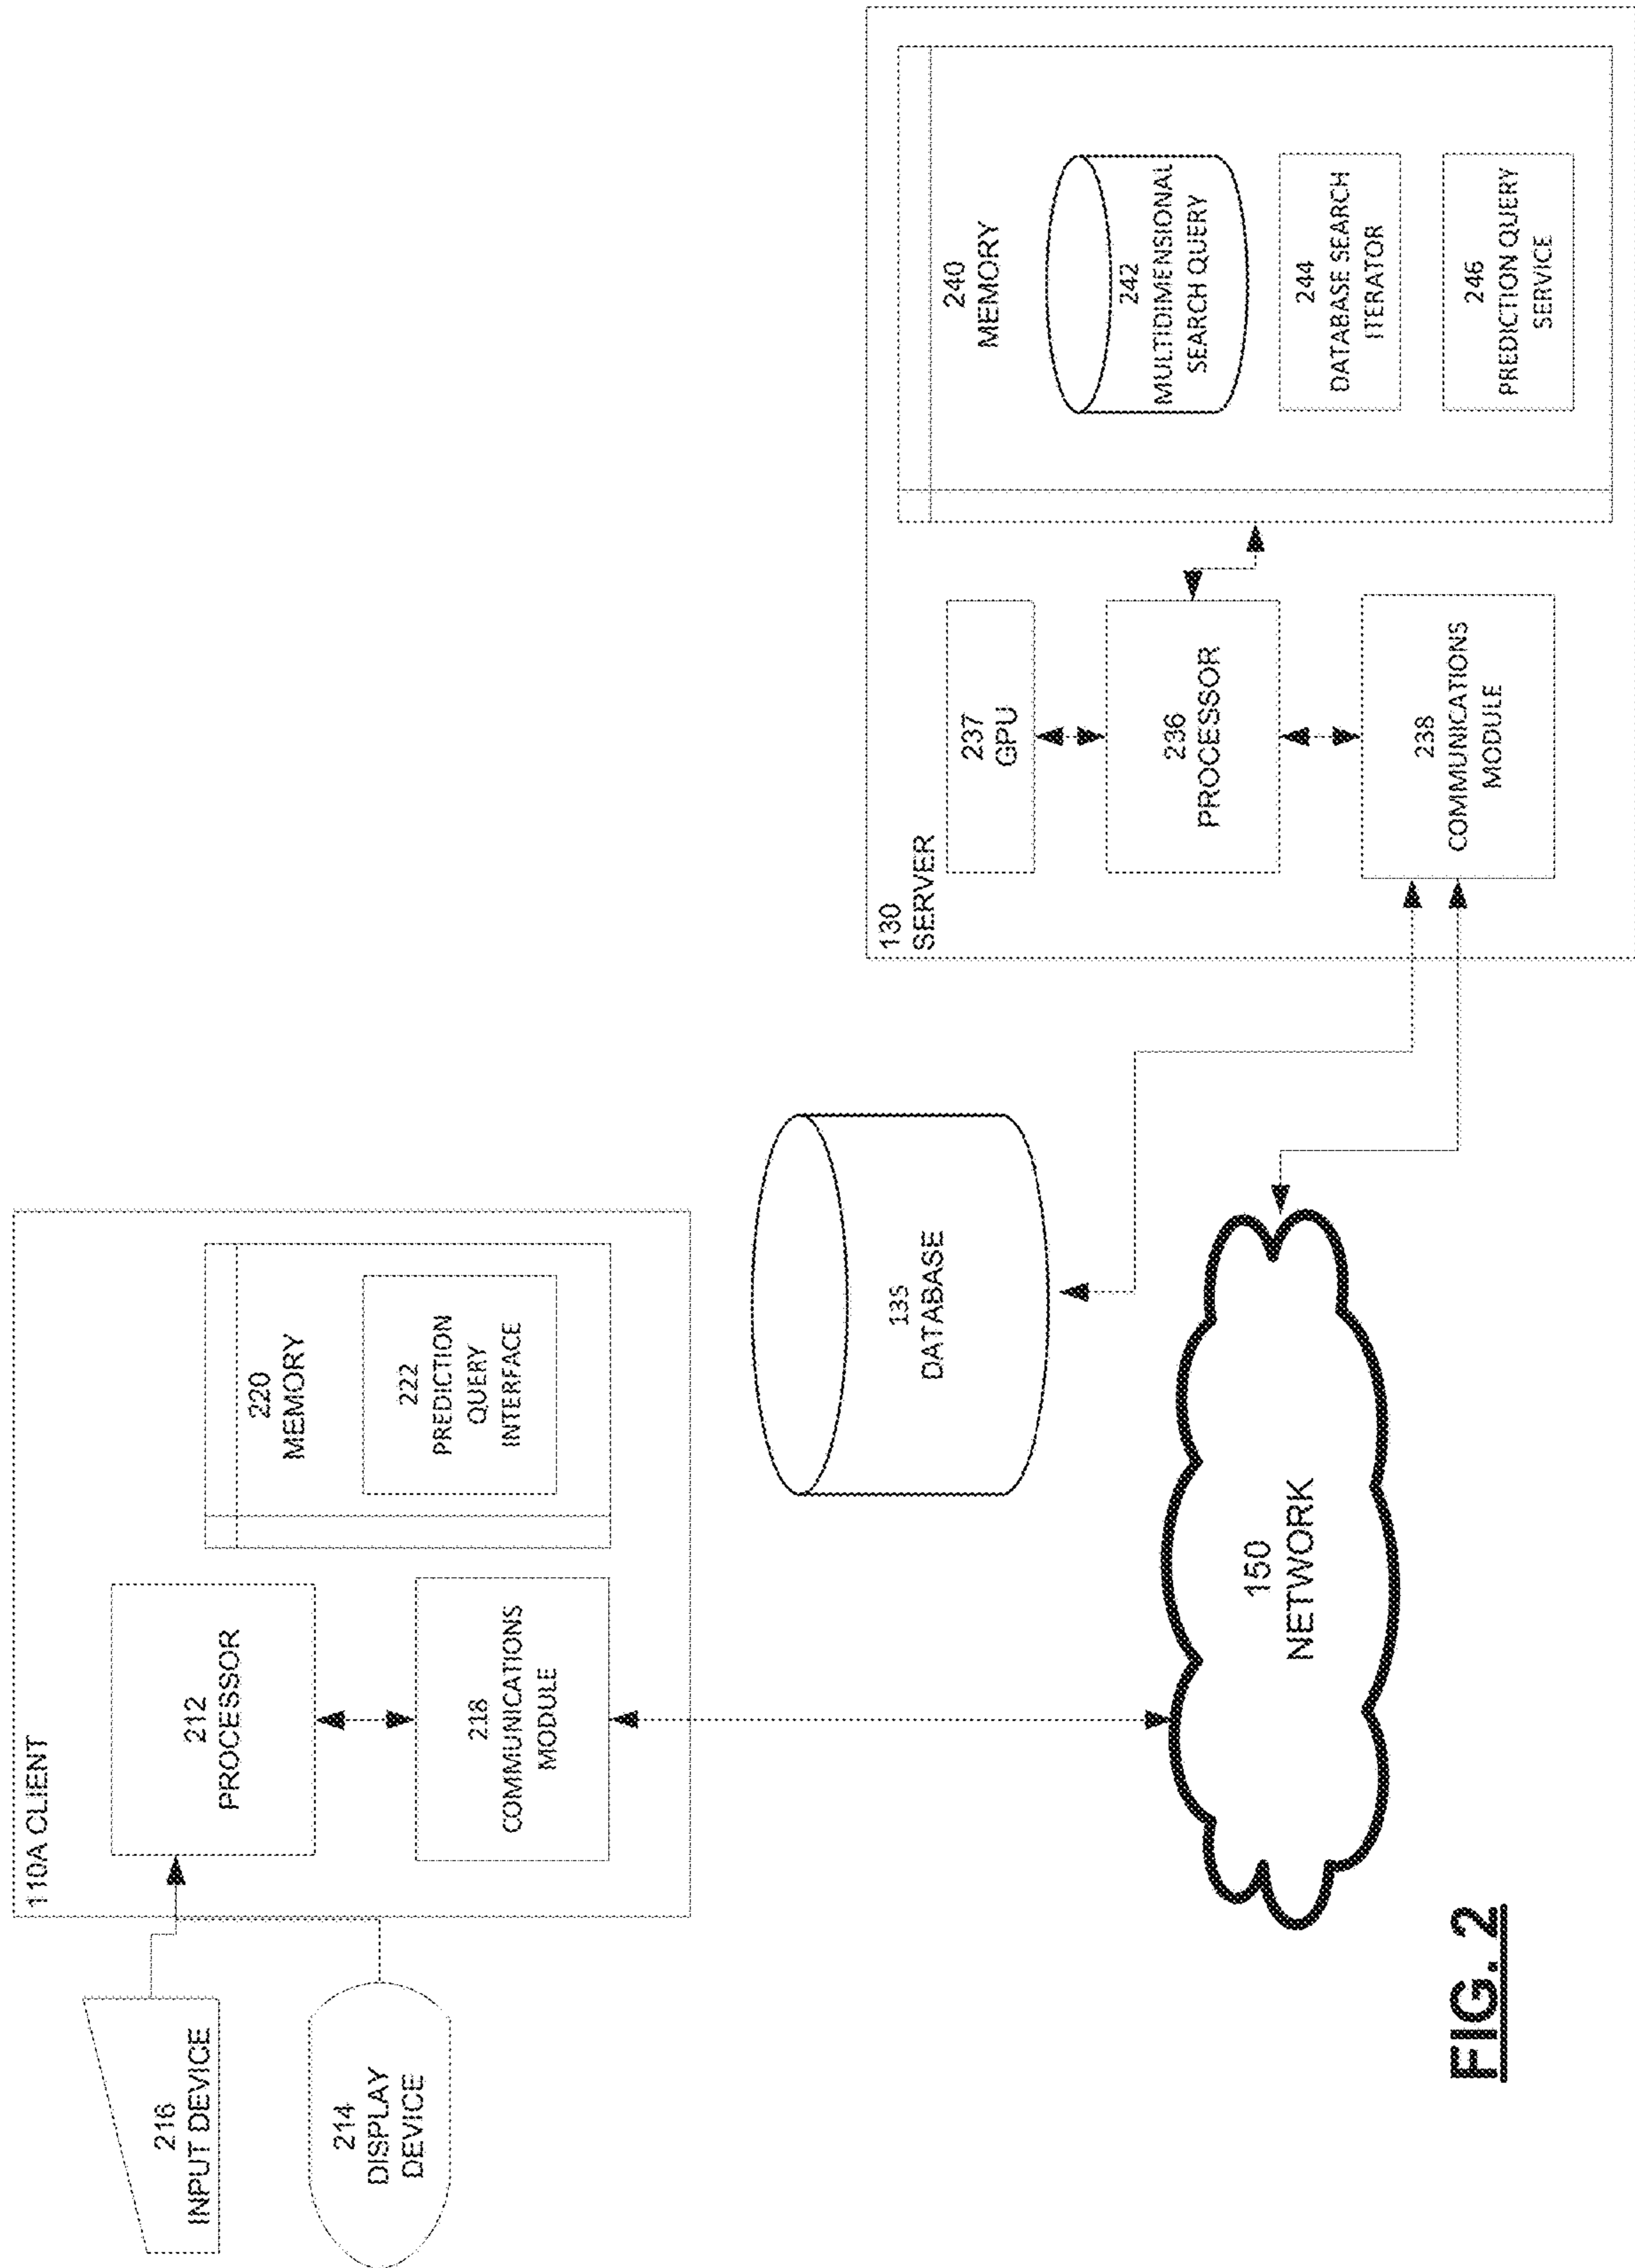 216
INPUT DEVICE
214
DISPLAY
DEVICE
110A CLIENT
212
PROCESSOR
218
COMMUNICATIONS
MODULE
220
MEMORY
222
PREDICTION
QUERY
INTERFACE
135
DATABASE
150
NETWORK
130
SERVER
237
GPU
236
PROCESSOR
238
COMMUNICATIONS
MODULE
240
MEMORY
242
MULTIDIMENSIONAL
SEARCH QUERY
244
DATABASE SEARCH
ITERATOR
246
PREDICTION QUERY
SERVICE
FIG. 2